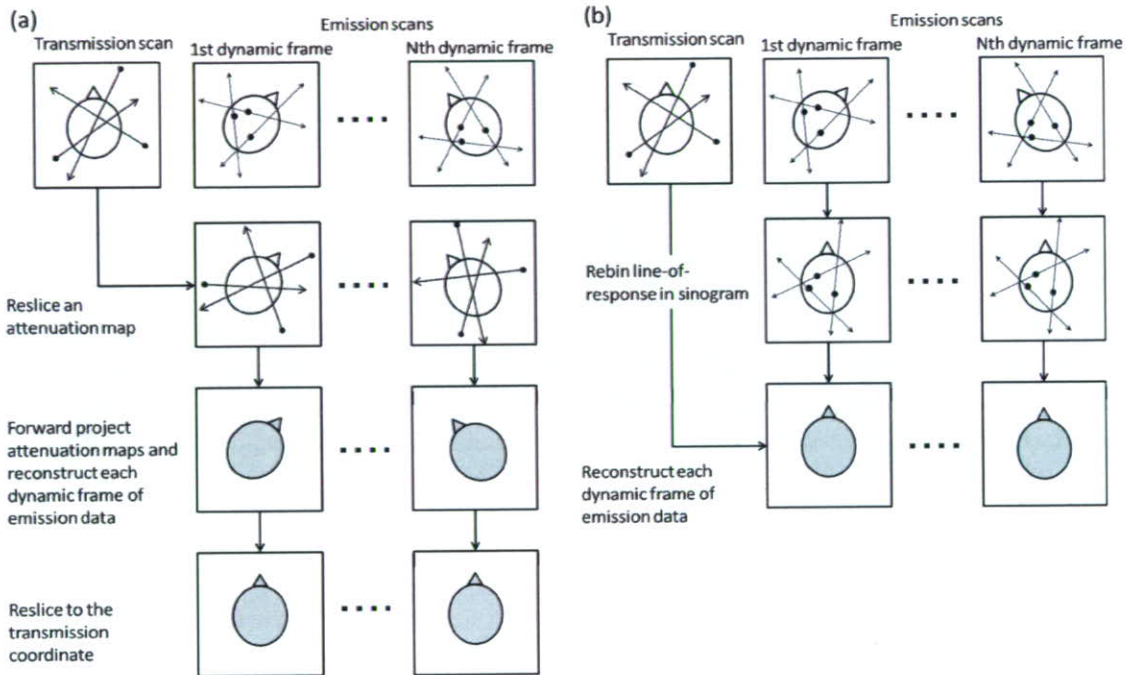 (a)
Emission scans
Transmission scan
1st dynamic frame
Nth dynamic frame
Reslice an
attenuation map
Forward project
attenuation maps and
reconstruct each
dynamic frame of
emission data
Reslice to the
transmission
coordinate
(b)
Emission scans
Transmission scan
1st dynamic frame
Nth dynamic frame
Rebin line-of-
response in sinogram
Reconstruct each
dynamic frame of
emission data